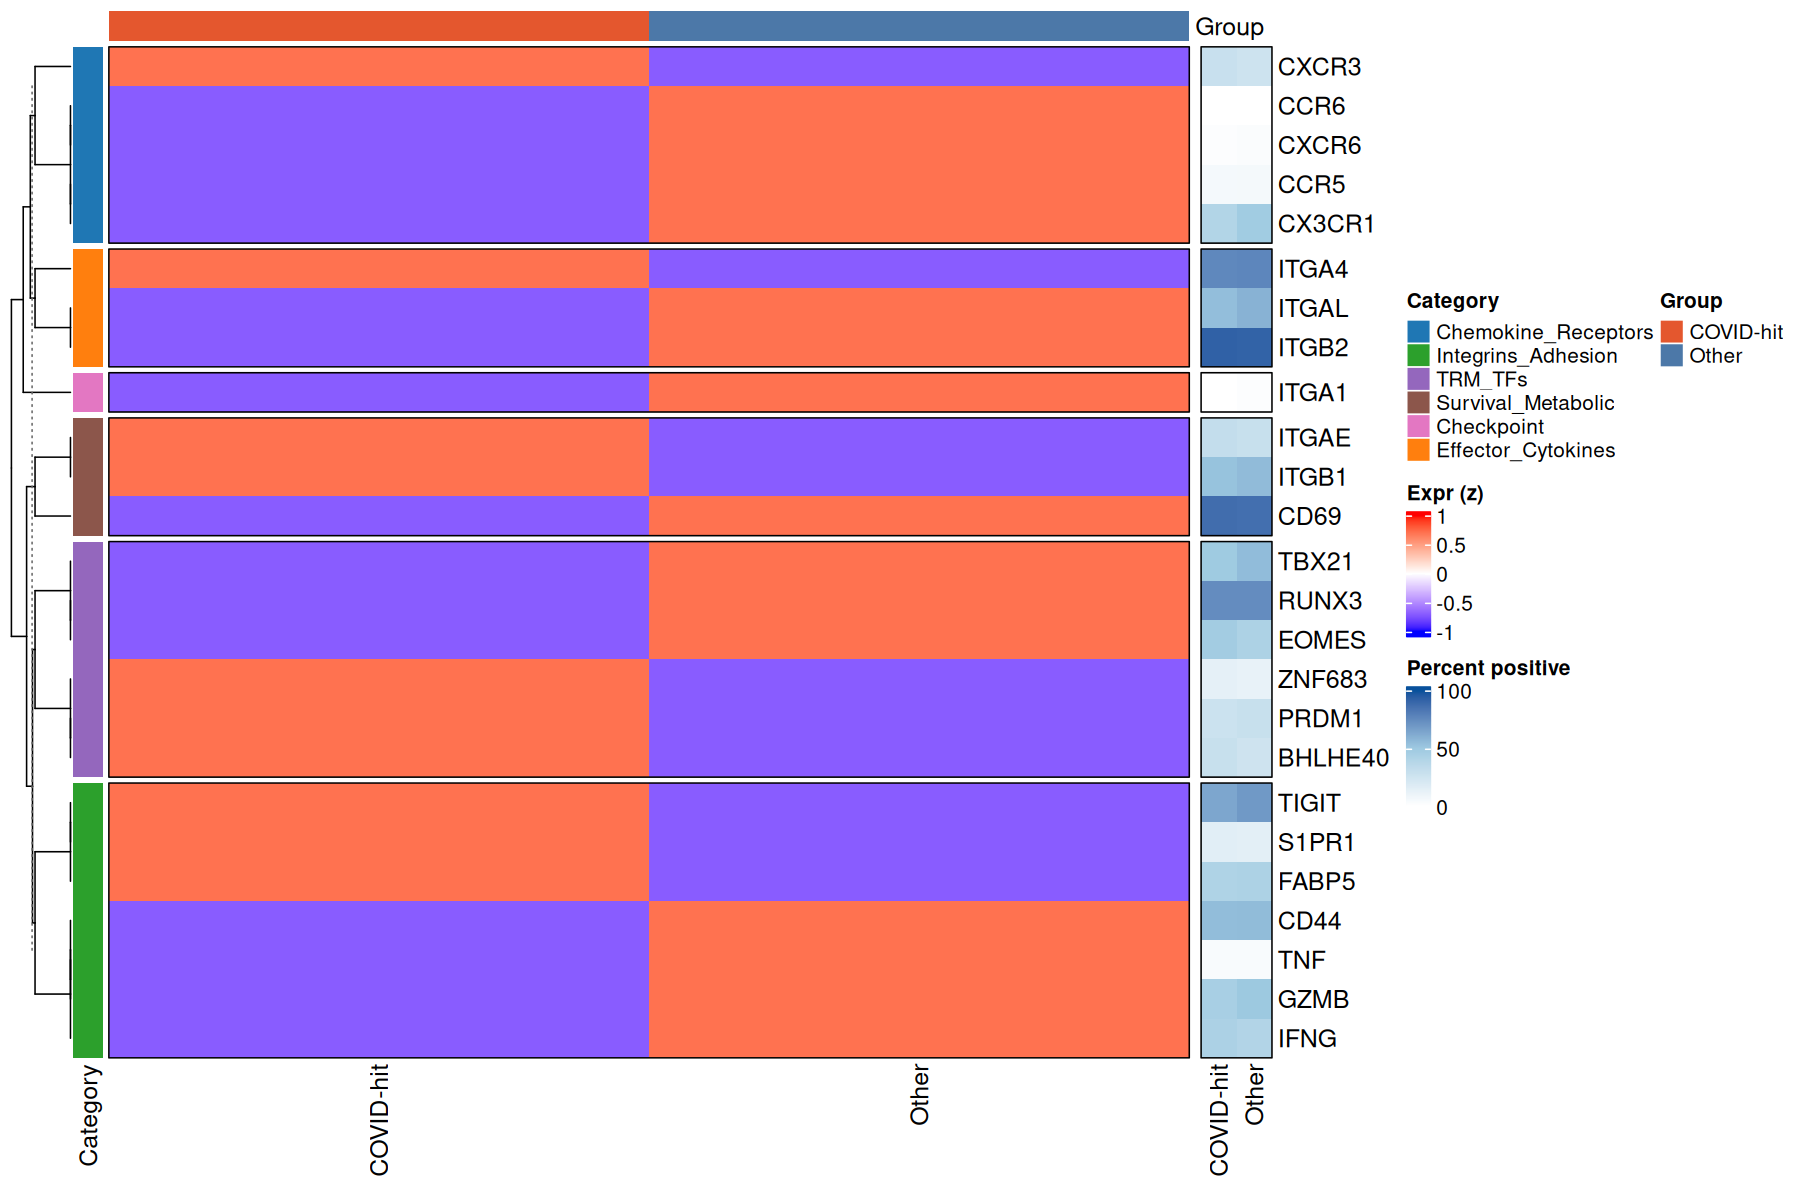 Group
CXCR3
CCR6
CXCR6
CCR5
CX3CR1
ITGA4
ITGAL
ITGB2
ITGA1
ITGAE
ITGB1
CD69
TBX21
RUNX3
EOMES
ZNF683
PRDM1
BHLHE40
TIGIT
S1PR1
FABP5
CD44
TNF
GZMB
IFNG
Category
COVID-hit
Other
COVID-hit
Other
Category
Chemokine_Receptors
Integrins_Adhesion
TRM_TFs
Survival_Metabolic
Checkpoint
Effector_Cytokines
Group
COVID-hit
Other
Expr (z)
1
0.5
0
-0.5
-1
Percent positive
100
50
0